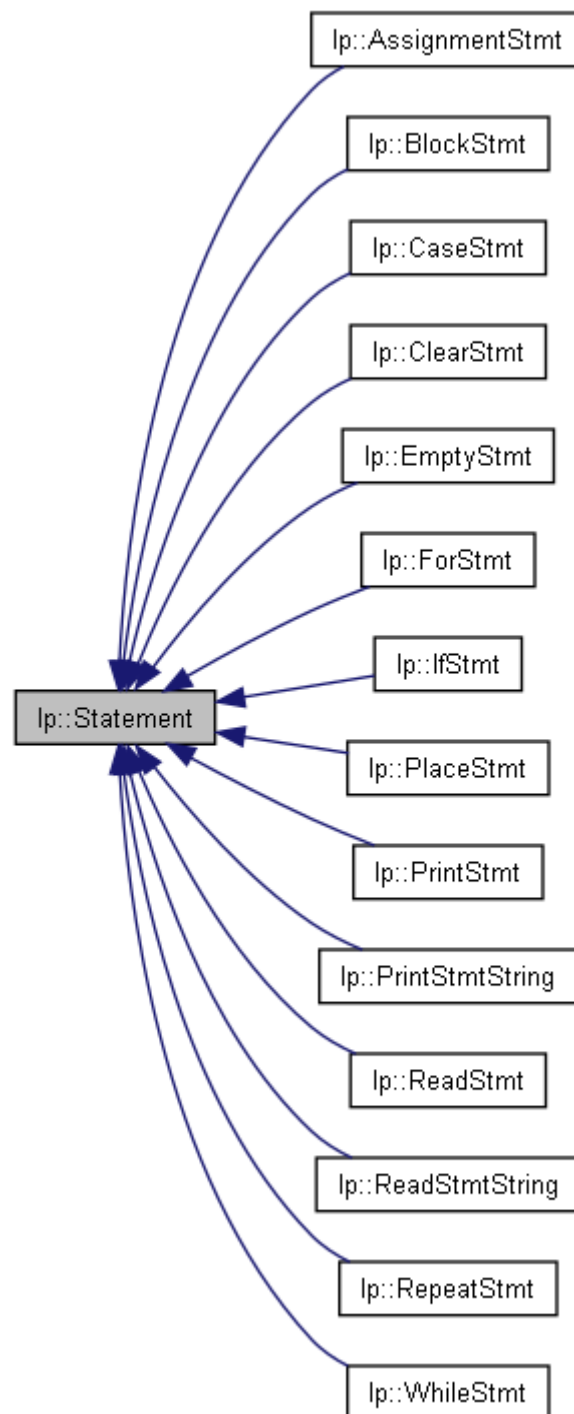 lp::AssignmentStmt
lp::BlockStmt
lp::CaseStmt
lp::ClearStmt
lp::EmptyStmt
lp::ForStmt
lp::IfStmt
lp::Statement
lp::PlaceStmt
lp::PrintStmt
lp::PrintStmtString
lp::ReadStmt
lp::ReadStmtString
lp::RepeatStmt
lp::WhileStmt